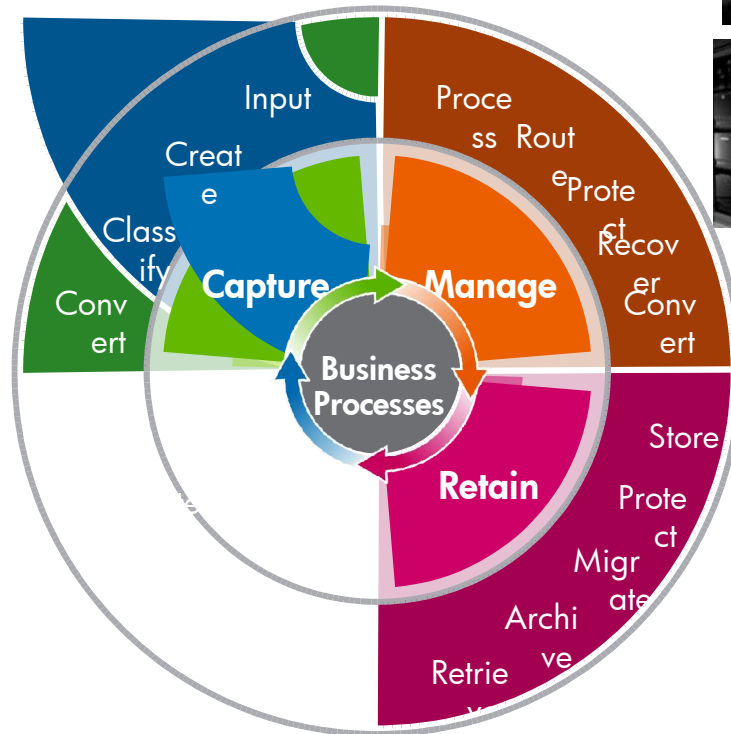 Input
Creat
e
Class
ify
Conv
ert
Capture
Proce
ss
Rout
e
Prote
ct
Recov
er
Conv
ert
Manage
Business
Processes
Retain
Store
Prote
ct
Migr
ate
Archi
ve
Retrie
ve